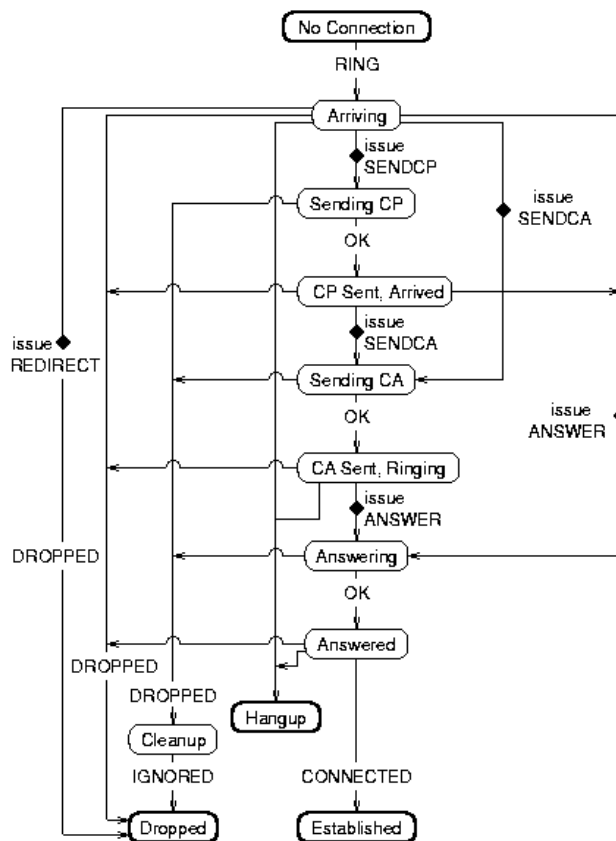 No Connection
RING
Arriving
issue
SENDCP
issue
SENDCA
Sending CP
OK
CP Sent, Arrived
issue
REDIRECT
issue
SENDCA
Sending CA
OK
issue
ANSWER
CA Sent, Ringing
issue
ANSWER
DROPPED
Answering
OK
Answered
DROPPED
DROPPED
Hangup
Cleanup
IGNORED
CONNECTED
Dropped
Established